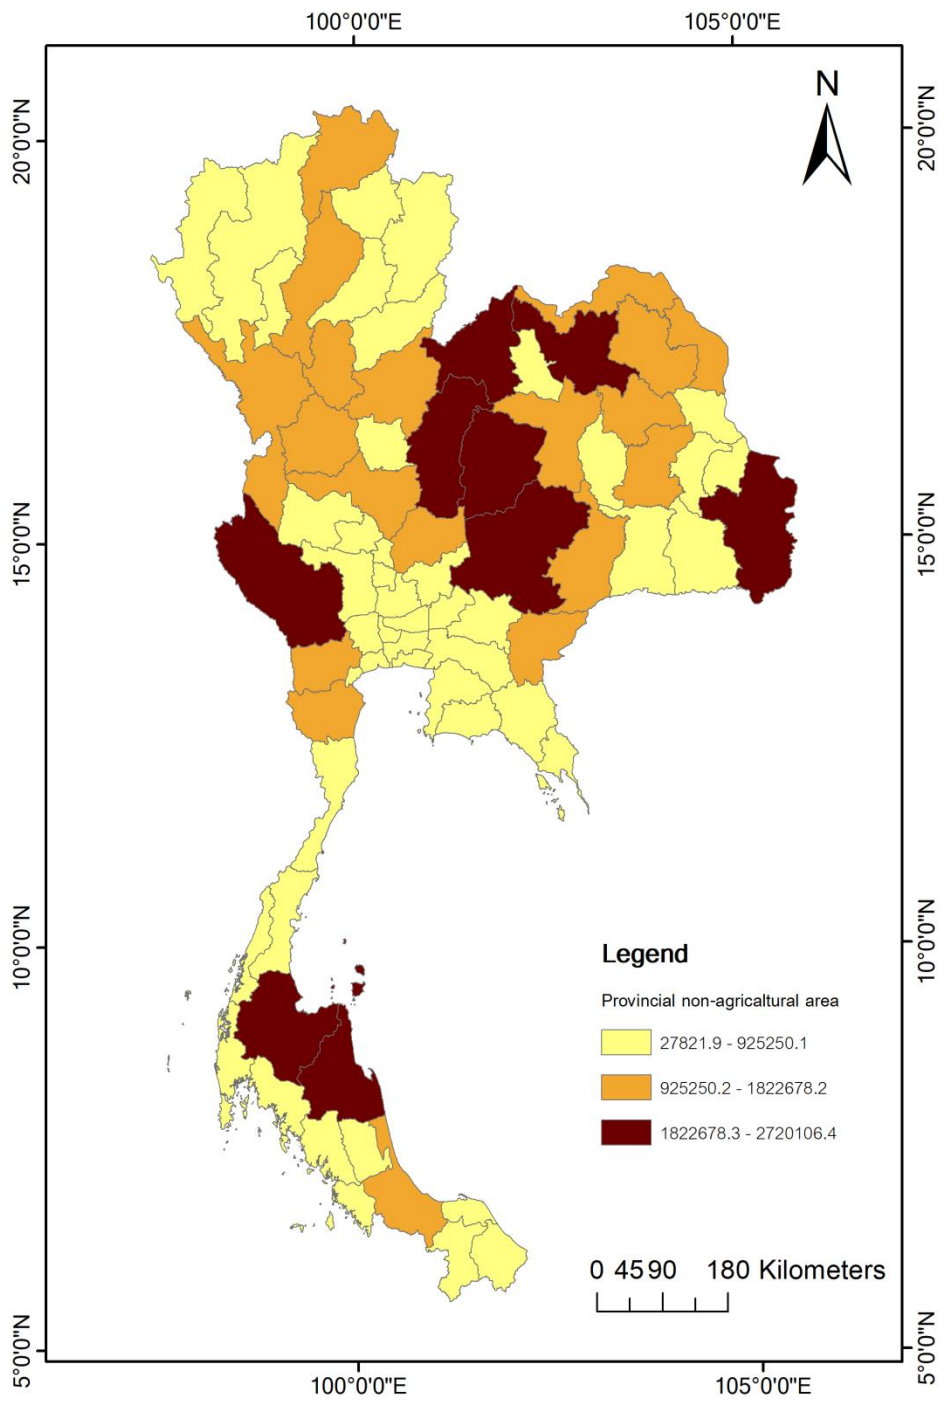 100°0'0"E 105°0'0"E
N
20°0'0"N 20°0'0"N
15°0'0"N 15°0'0"N
10°0'0"N 10°0'0"N
Legend
Provincial non-agricaltural area
27821.9 - 925250.1
925250.2 - 1822678.2
1822678.3 - 2720106.4
0 45 90 180 Kilometers
5°0'0"N 5°0'0"N
100°0'0"E 105°0'0"E